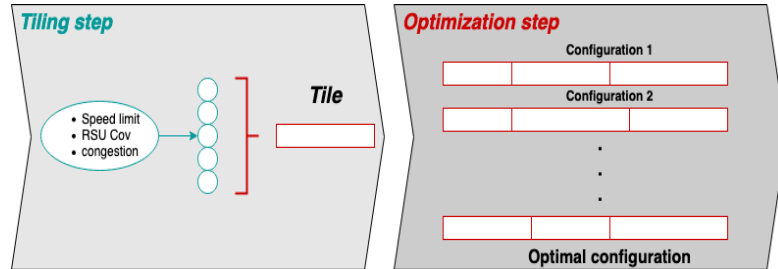 Tiling step
• Speed limit
• RSU Cov
• congestion
Tile
Optimization step
Configuration 1
Configuration 2
.
.
.
Optimal configuration